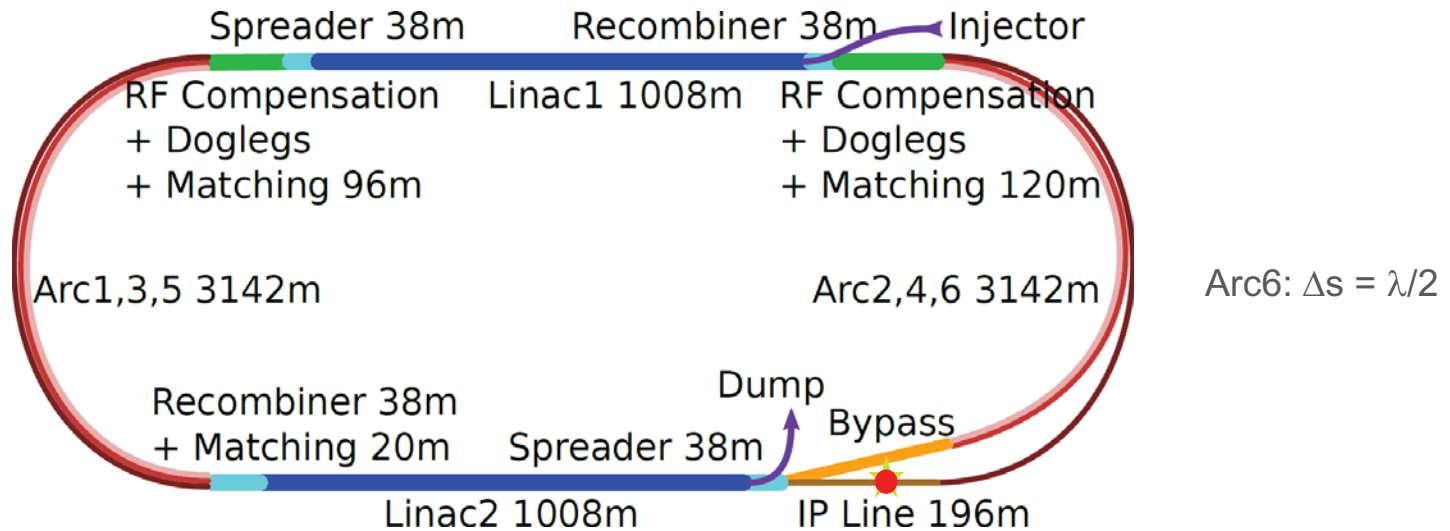 Spreader 38m
Recombiner 38m
Injector
RF Compensation
+ Doglegs
+ Matching 96m
Linac1 1008m
RF Compensation
+ Doglegs
+ Matching 120m
Arc1,3,5 3142m
Arc2,4,6 3142m
Arc6: Δs = λ/2
Recombiner 38m
+ Matching 20m
Spreader 38m
Dump
Bypass
Linac2 1008m
IP Line 196m